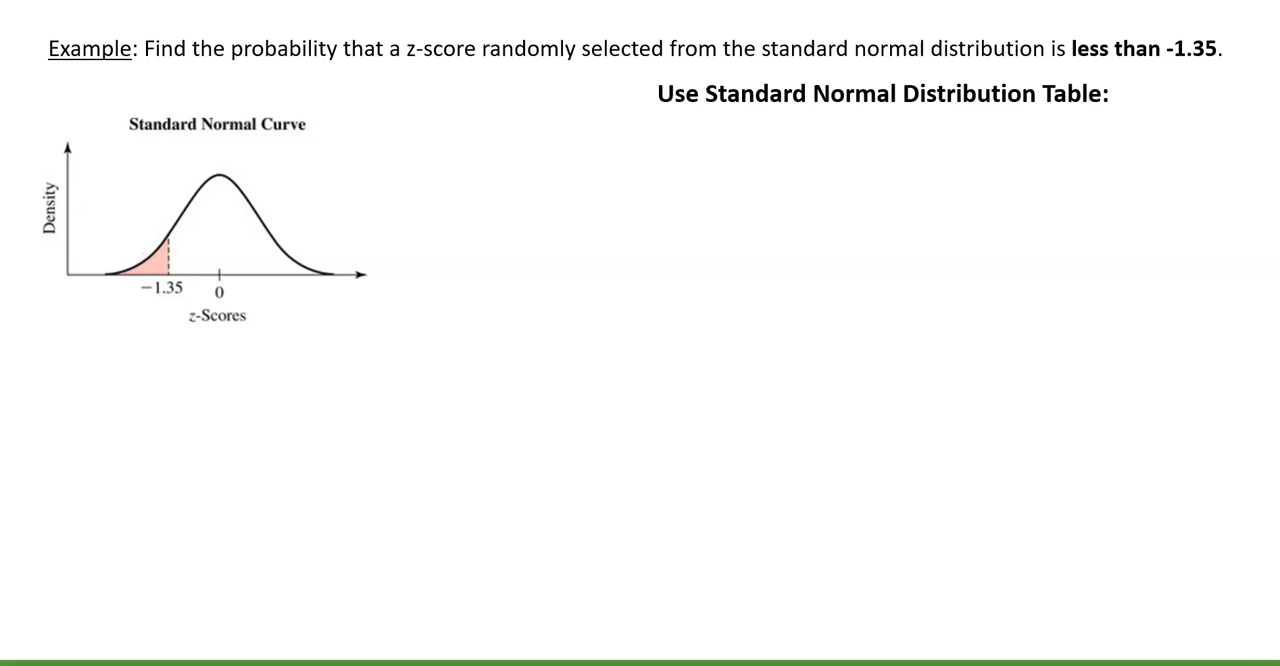 Example: Find the probability that a z-score randomly selected from the standard normal distribution is less than -1.35.
Use Standard Normal Distribution Table:
Standard Normal Curve
Density
−1.35
0
z-Scores